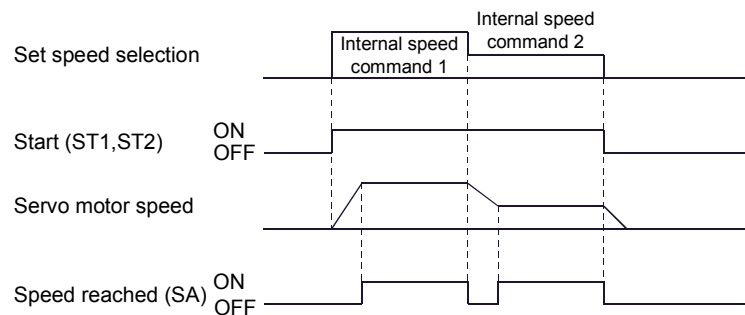 Set speed selection
Internal speed
command 1
Internal speed
command 2
Start (ST1,ST2)
ON
OFF
Servo motor speed
Speed reached (SA)
ON
OFF